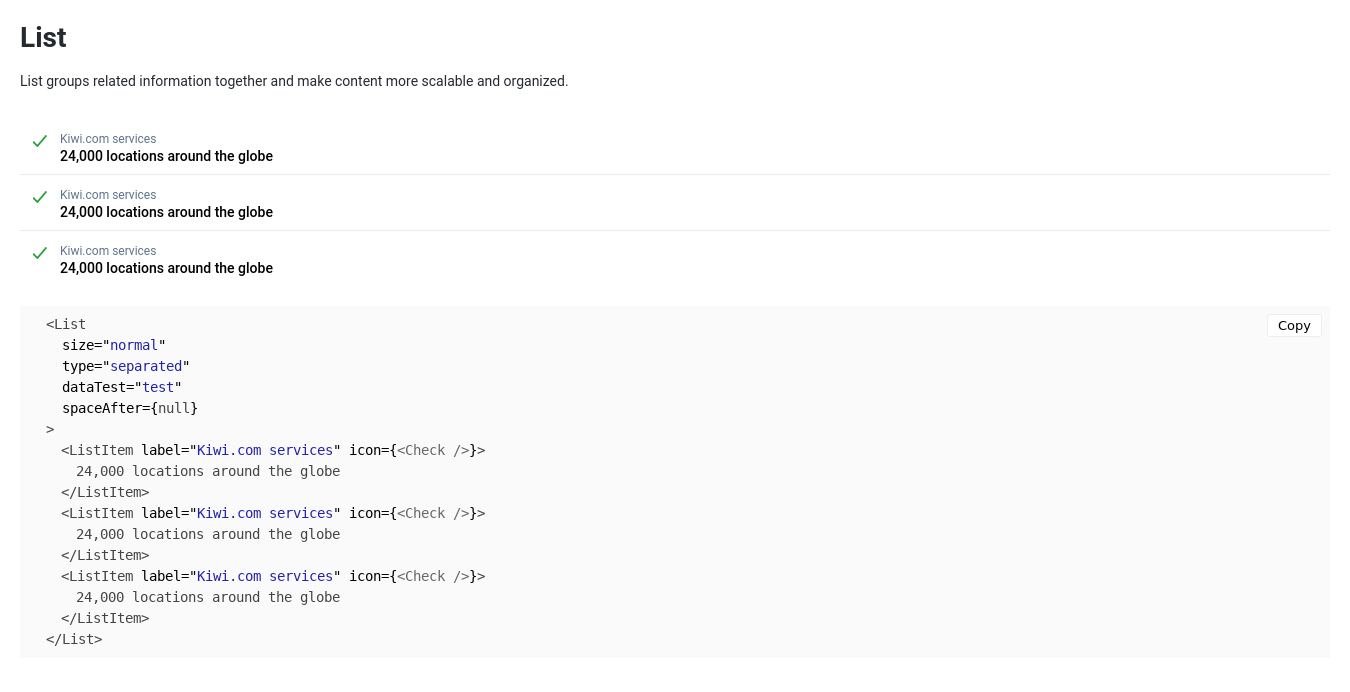 List
List groups related information together and make content more scalable and organized.
Kiwi.com services
24,000 locations around the globe
Kiwi.com services
24,000 locations around the globe
Kiwi.com services
24,000 locations around the globe
Copy
<List
  size="normal"
  type="separated"
  dataTest="test"
  spaceAfter={null}
>
  <ListItem label="Kiwi.com services" icon={<Check />}>
    24,000 locations around the globe
  </ListItem>
  <ListItem label="Kiwi.com services" icon={<Check />}>
    24,000 locations around the globe
  </ListItem>
  <ListItem label="Kiwi.com services" icon={<Check />}>
    24,000 locations around the globe
  </ListItem>
</List>